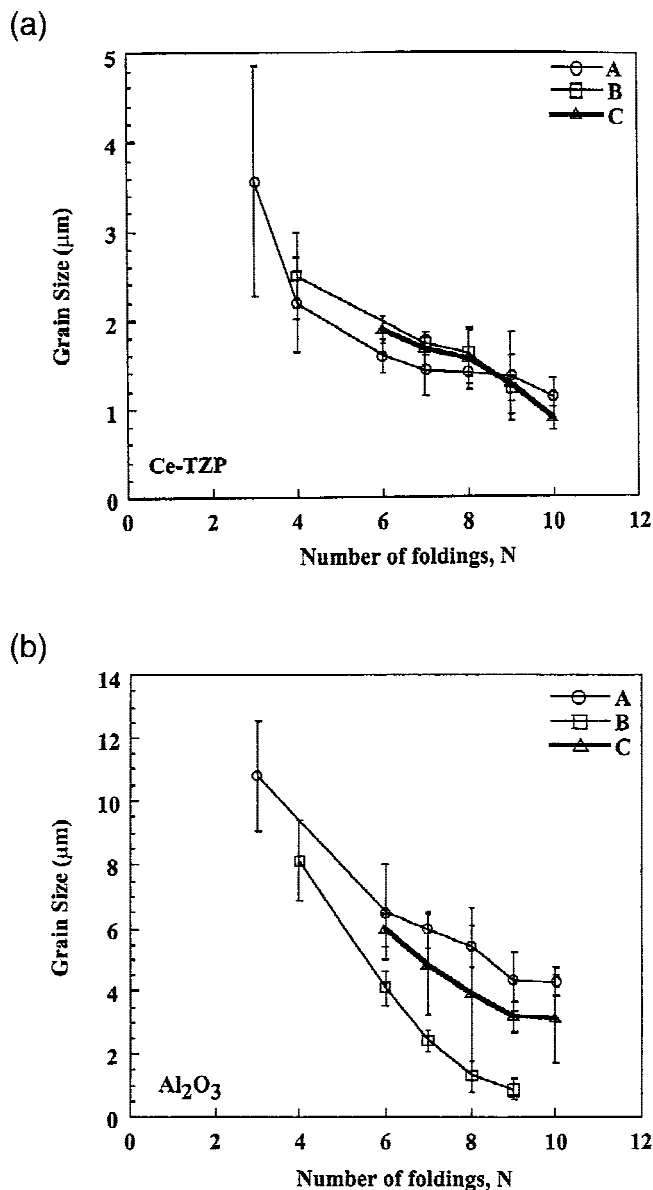 (a)
5
4
3
2
1
0
Grain Size (μm)
A
B
C
Ce-TZP
0 2 4 6 8 10 12
Number of foldings, N
(b)
14
12
10
8
6
4
2
0
Grain Size (μm)
A
B
C
Al₂O₃
0 2 4 6 8 10 12
Number of foldings, N